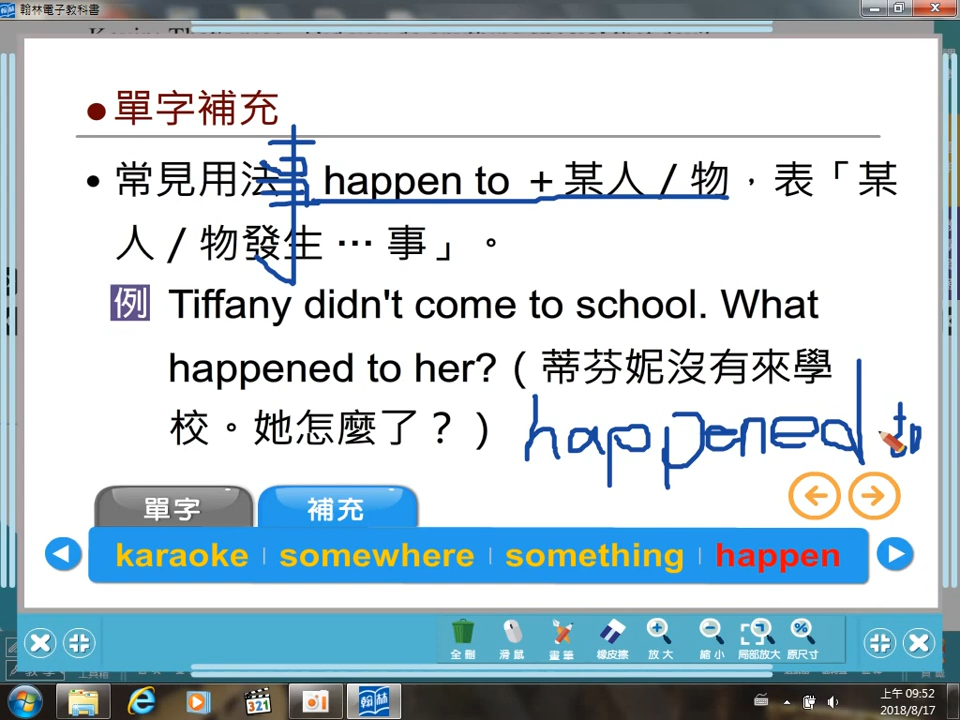 翰林電子教科書
●單字補充
• 常見用法 事 happen to + 某人 / 物，表「某
人 / 物發生 … 事」。
例 Tiffany didn't come to school. What
happened to her?（蒂芬妮沒有來學
校。她怎麼了？）
happened to
單字 補充
karaoke somewhere something happen
全刪 滑鼠 畫筆 橡皮擦 放大 縮小 局部放大 原尺寸
321 翰林
上午 09:52
2018/8/17